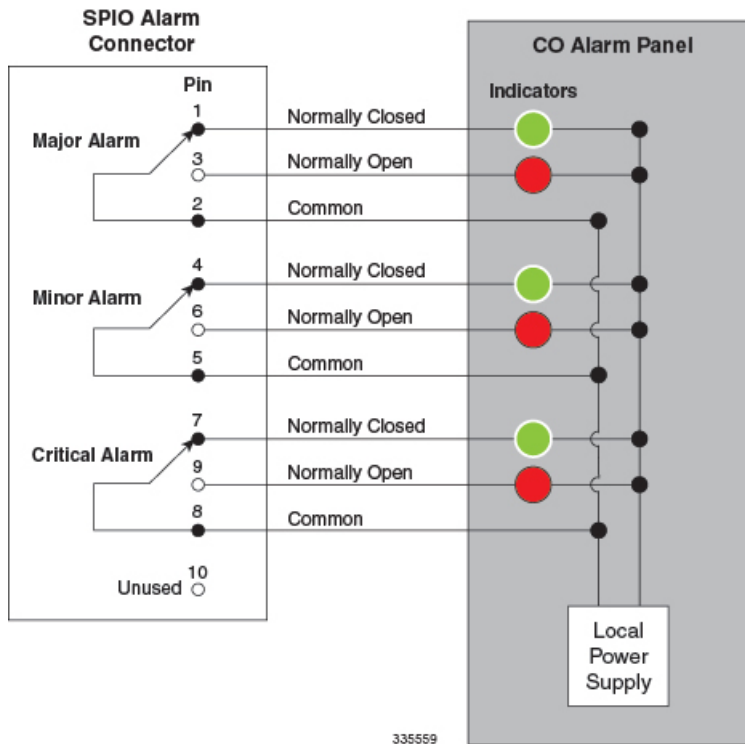 SPIO Alarm
Connector
CO Alarm Panel
Pin
Indicators
Major Alarm
1
Normally Closed
3
Normally Open
2
Common
Minor Alarm
4
Normally Closed
6
Normally Open
5
Common
Critical Alarm
7
Normally Closed
9
Normally Open
8
Common
10
Unused
Local
Power
Supply
335559